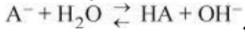 A⁻ + H₂O ⇄ HA + OH⁻.